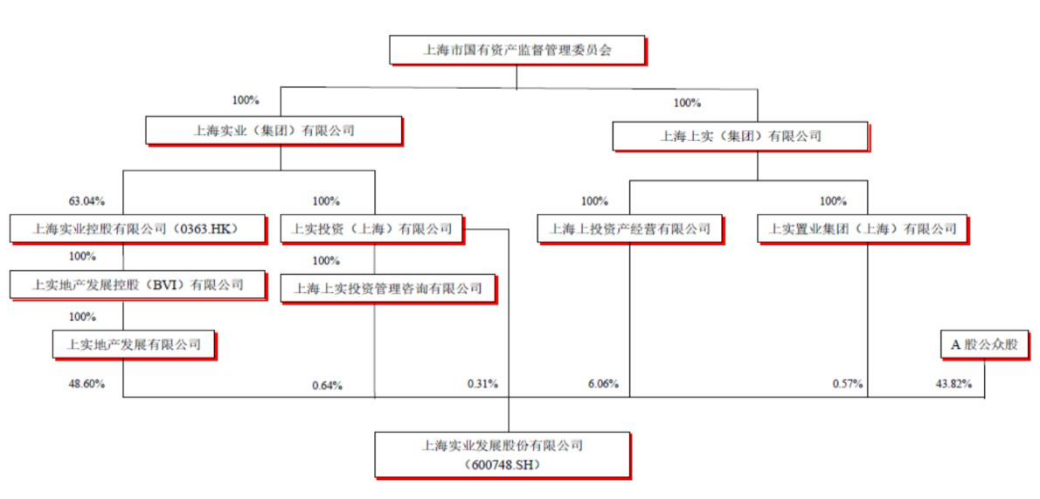 上海市国有资产监督管理委员会
100%
100%
上海实业（集团）有限公司
上海上实（集团）有限公司
63.04%
100%
100%
100%
上海实业控股有限公司（0363.HK）
上实投资（上海）有限公司
上海上投资产经营有限公司
上实置业集团（上海）有限公司
100%
100%
上实地产发展控股（BVI）有限公司
上海上实投资管理咨询有限公司
100%
上实地产发展有限公司
A 股公众股
48.60%
0.64%
0.31%
6.06%
0.57%
43.82%
上海实业发展股份有限公司
（600748.SH）